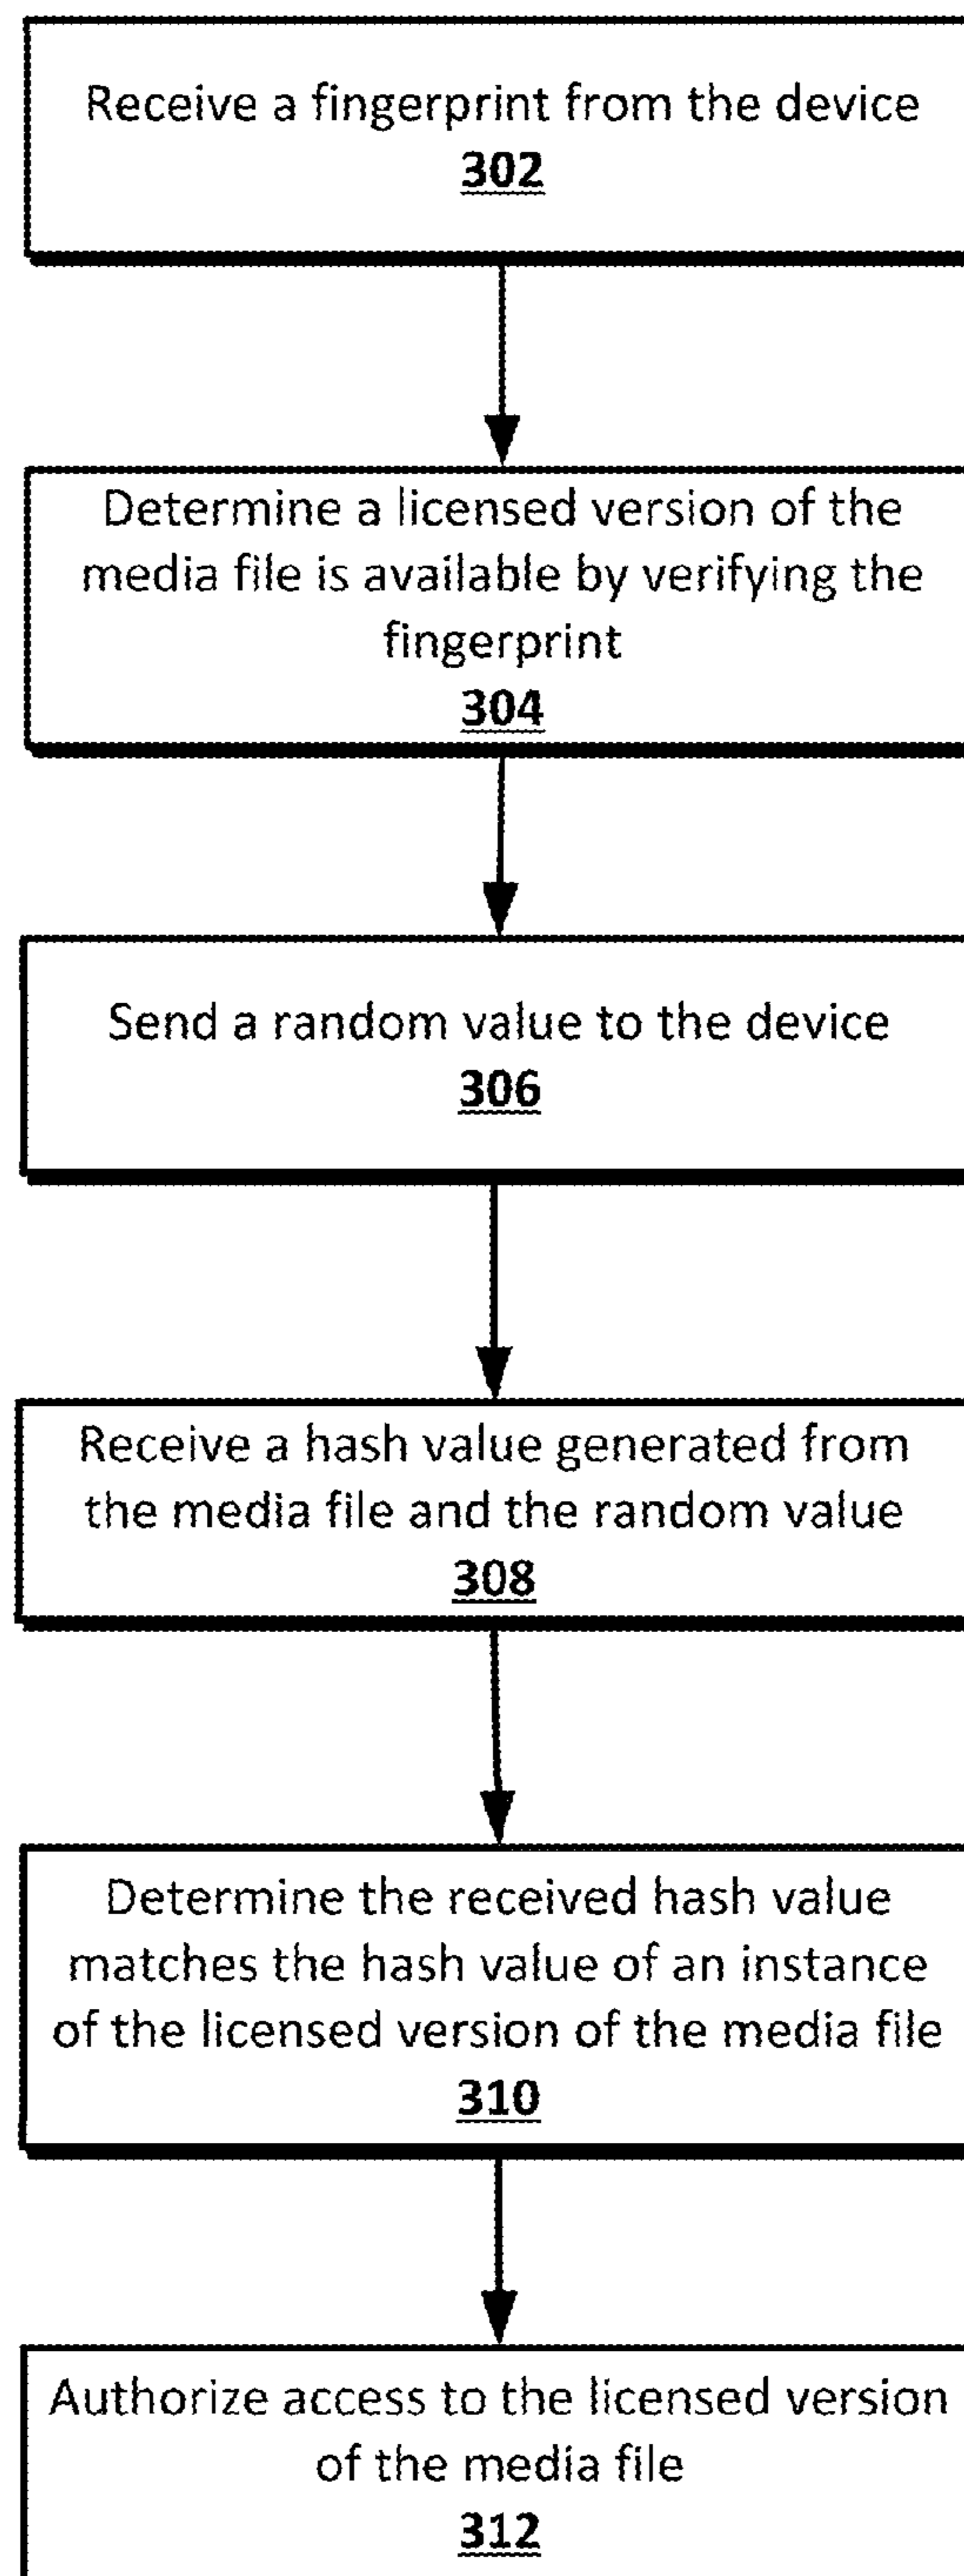 Receive a fingerprint from the device
302
Determine a licensed version of the
media file is available by verifying the
fingerprint
304
Send a random value to the device
306
Receive a hash value generated from
the media file and the random value
308
Determine the received hash value
matches the hash value of an instance
of the licensed version of the media file
310
Authorize access to the licensed version
of the media file
312